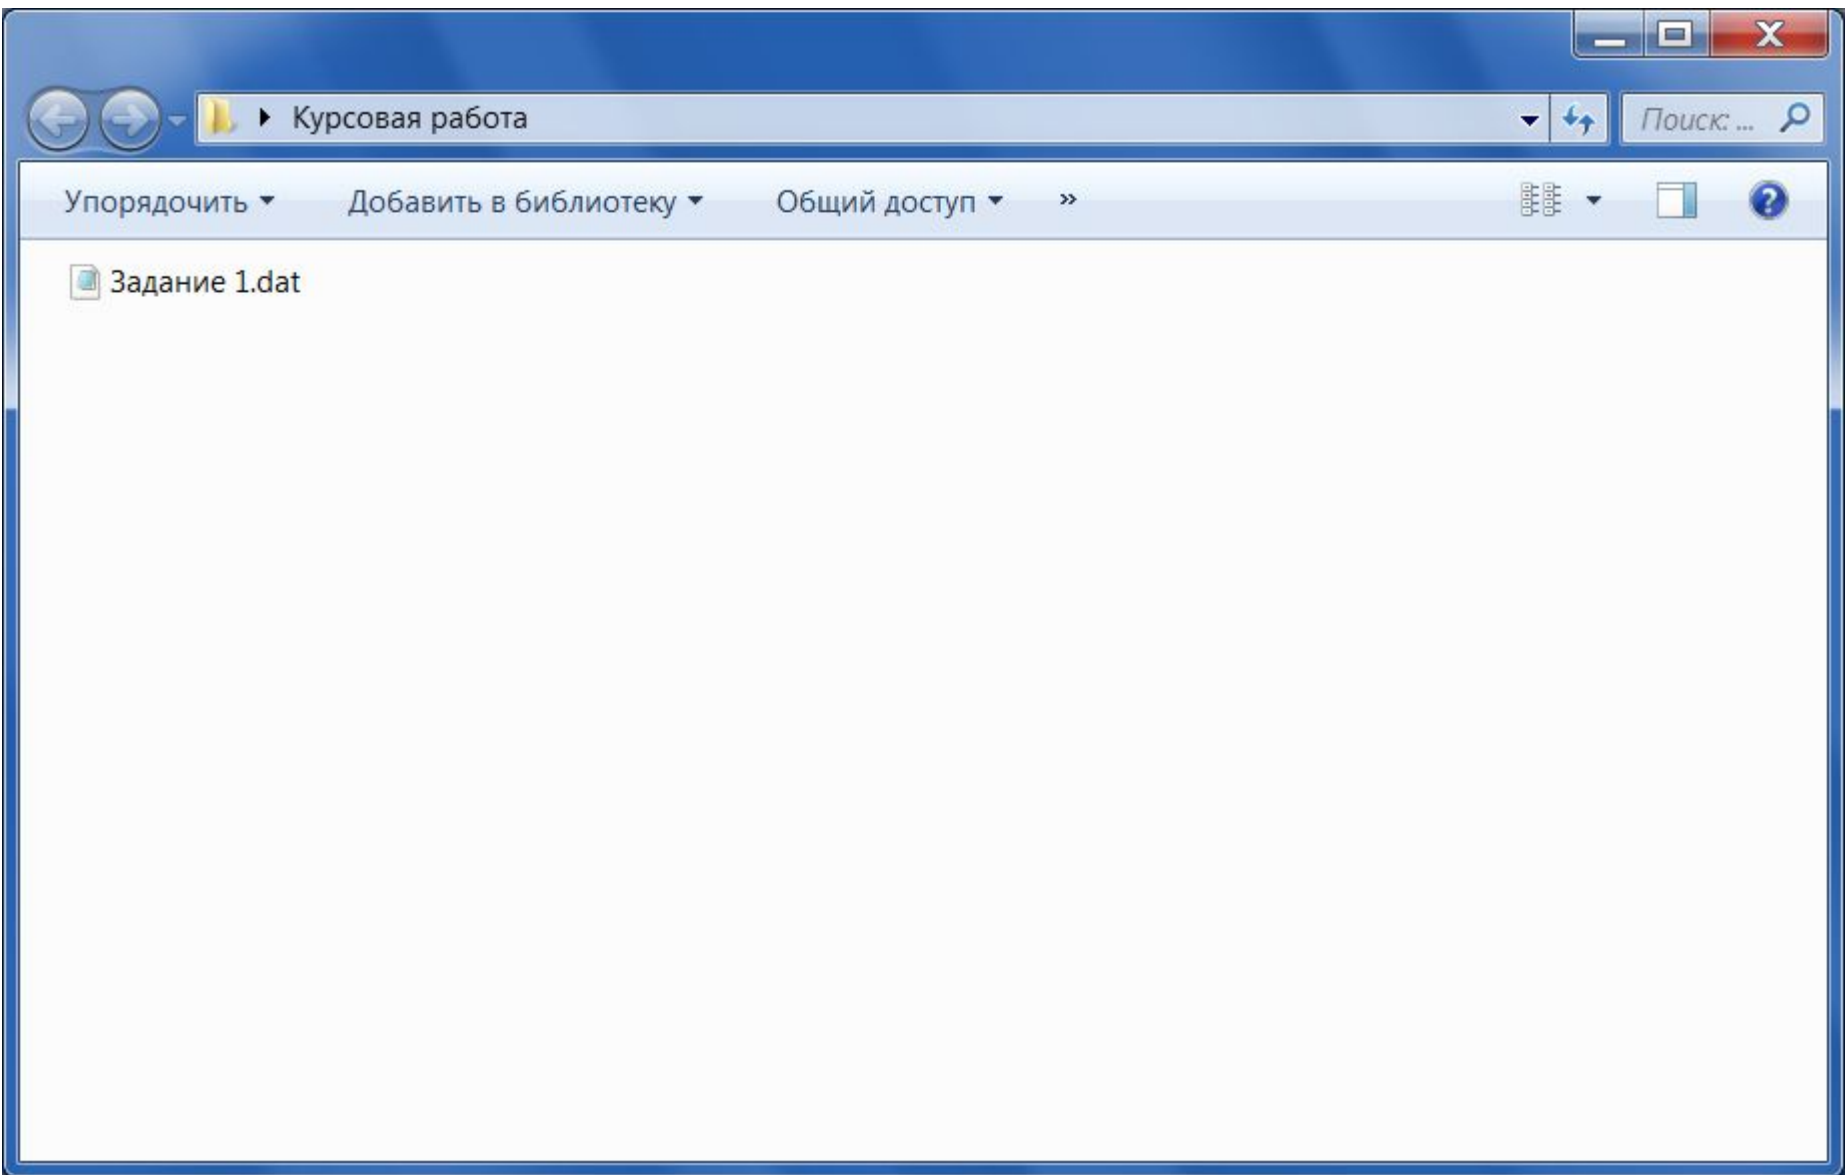 Курсовая работа
Поиск: ...
Упорядочить Добавить в библиотеку Общий доступ »
Задание 1.dat